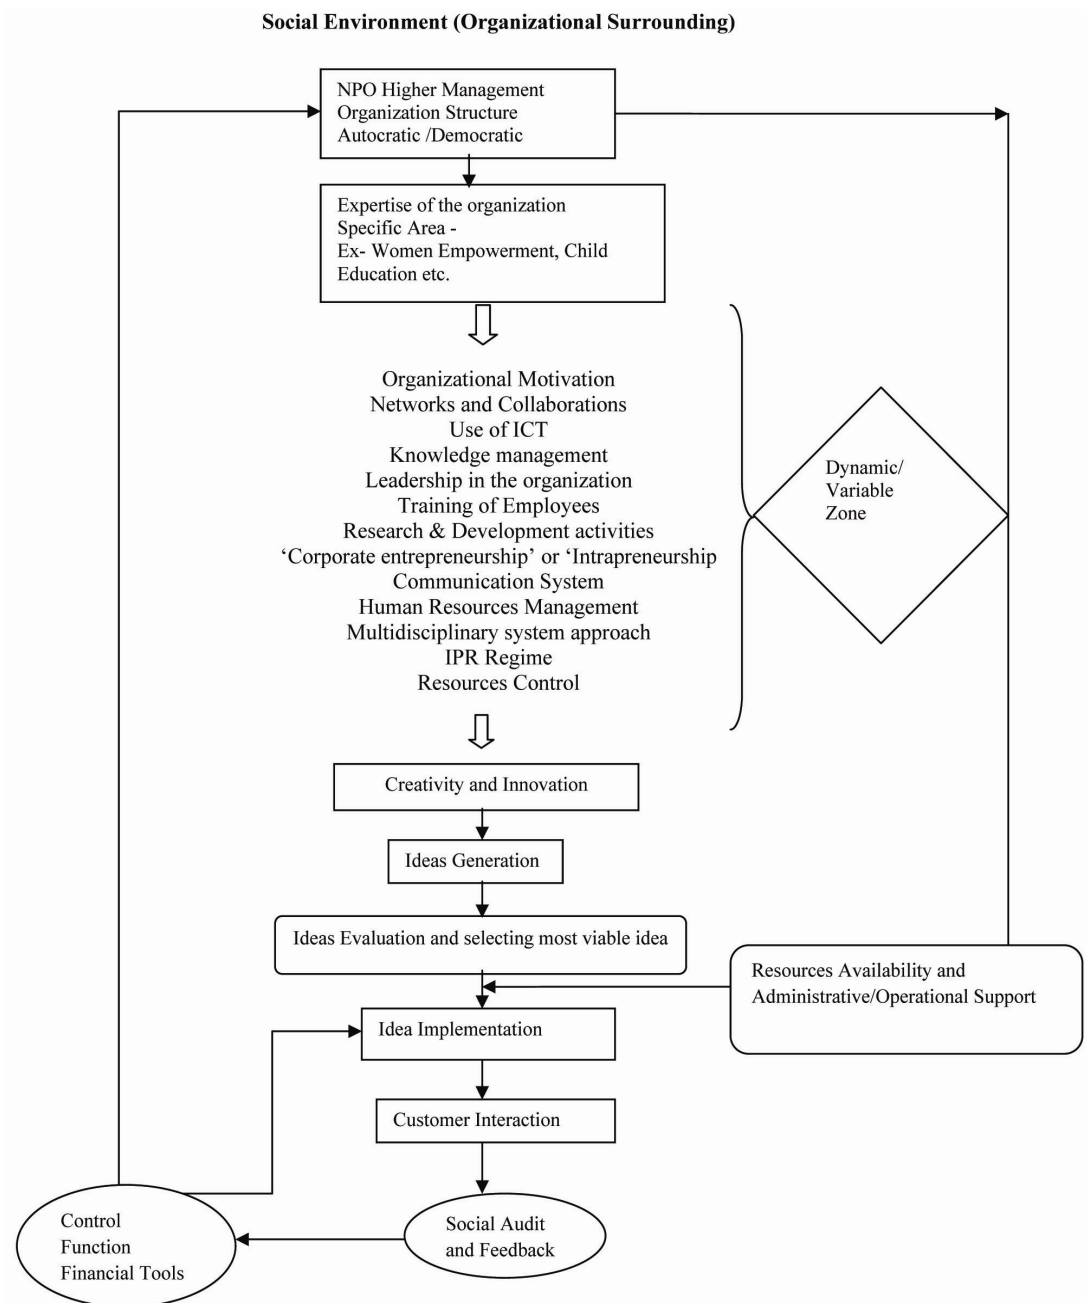 Social Environment (Organizational Surrounding)
NPO Higher Management
Organization Structure
Autocratic /Democratic
Expertise of the organization
Specific Area -
Ex- Women Empowerment, Child
Education etc.
Organizational Motivation
Networks and Collaborations
Use of ICT
Knowledge management
Leadership in the organization
Training of Employees
Research & Development activities
‘Corporate entrepreneurship’ or ‘Intrapreneurship
Communication System
Human Resources Management
Multidisciplinary system approach
IPR Regime
Resources Control
Dynamic/
Variable
Zone
Creativity and Innovation
Ideas Generation
Ideas Evaluation and selecting most viable idea
Resources Availability and
Administrative/Operational Support
Idea Implementation
Customer Interaction
Social Audit
and Feedback
Control
Function
Financial Tools